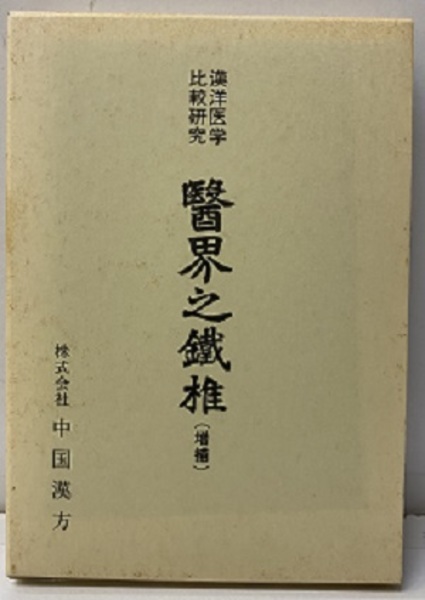 漢洋医学
比較研究
醫界之鐵椎
(増補)
株式会社 中国漢方